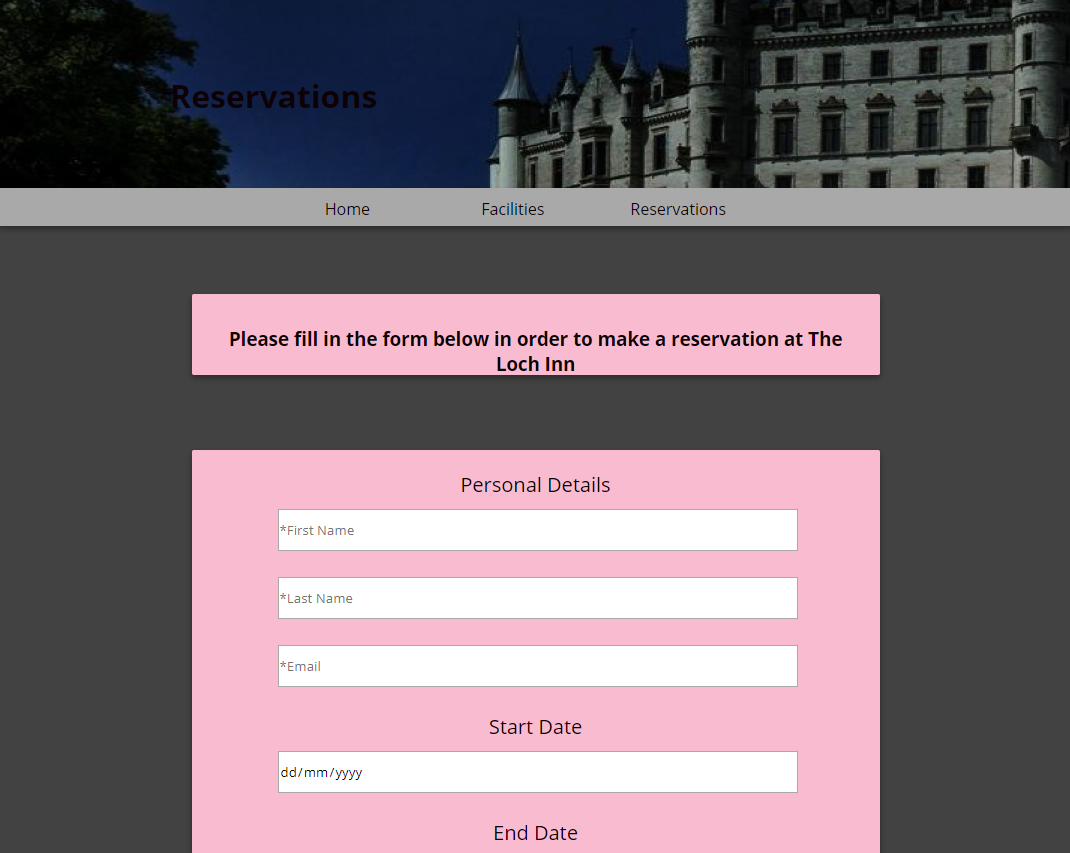 Reservations
Home Facilities Reservations
Please fill in the form below in order to make a reservation at The
Loch Inn
Personal Details
*First Name
*Last Name
*Email
Start Date
dd/mm/yyyy
End Date